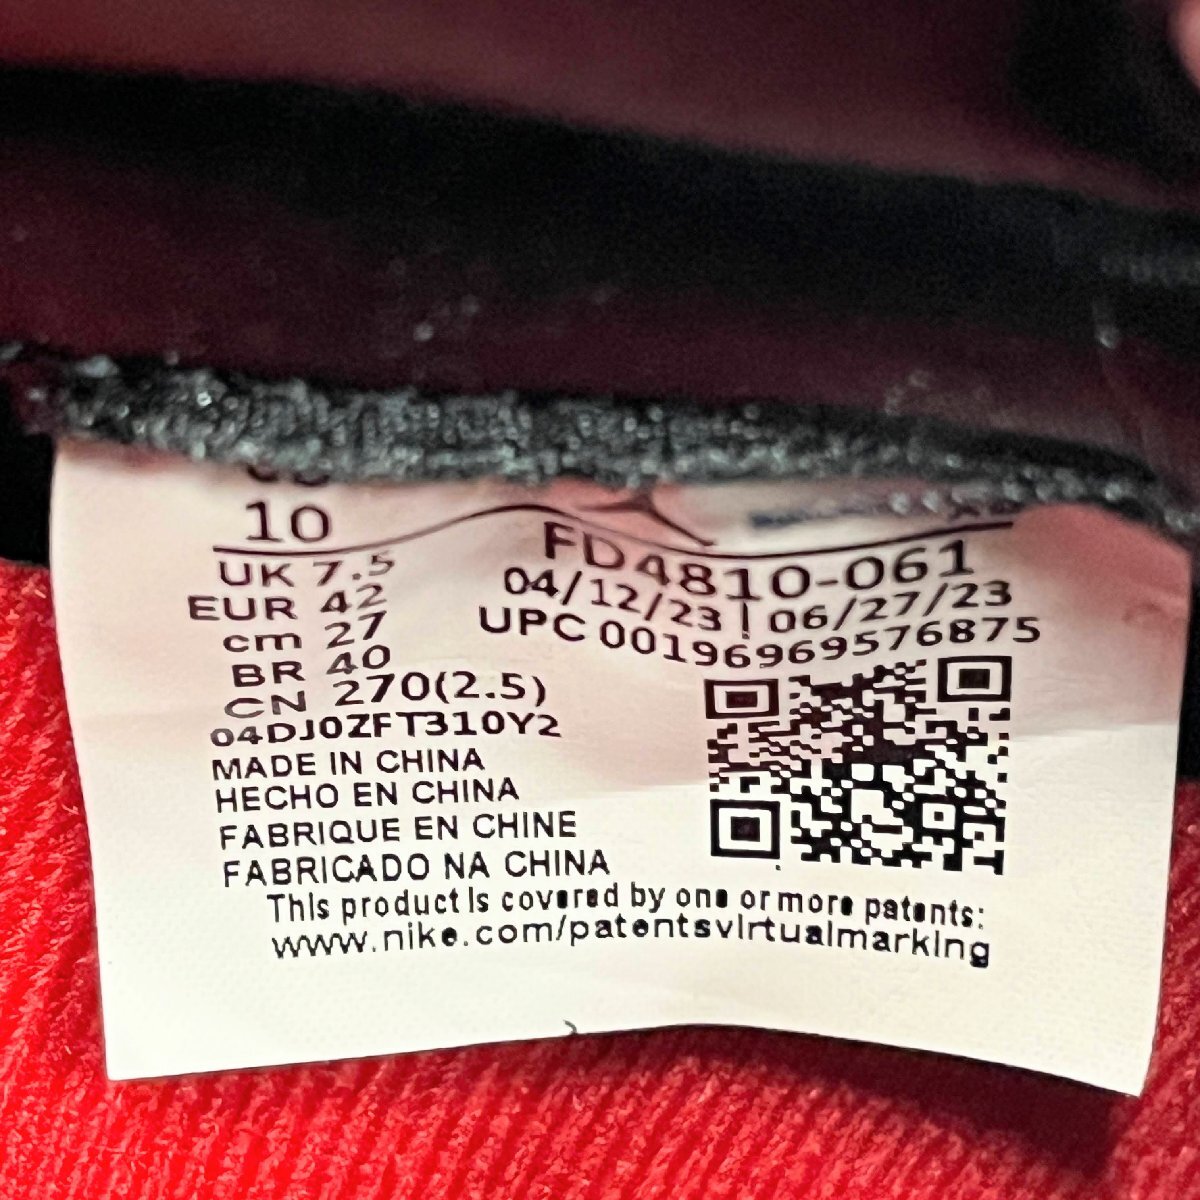 10
UK 7.5
EUR 42
cm 27
BR 40
CN 270(2.5)
04DJ0ZFT310Y2
FD4810-061
04/12/23 | 06/27/23
UPC 00196969576875
MADE IN CHINA
HECHO EN CHINA
FABRIQUE EN CHINE
FABRICADO NA CHINA
This product is covered by one or more patents:
www.nike.com/patentsvirtualmarking